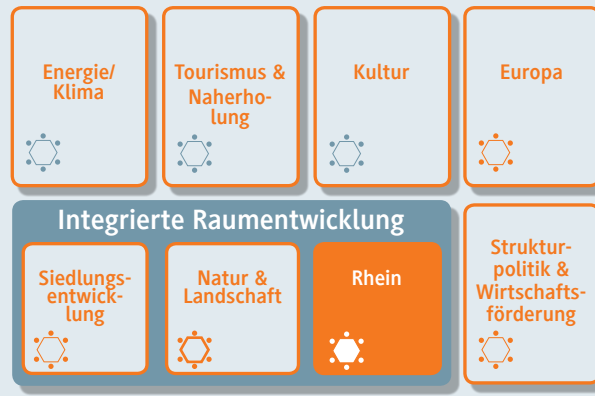 Energie/
Klima
Tourismus &
Naherho-
lung
Kultur
Europa
Integrierte Raumentwicklung
Siedlungs-
entwick-
lung
Natur &
Landschaft
Rhein
Struktur-
politik &
Wirtschafts-
förderung